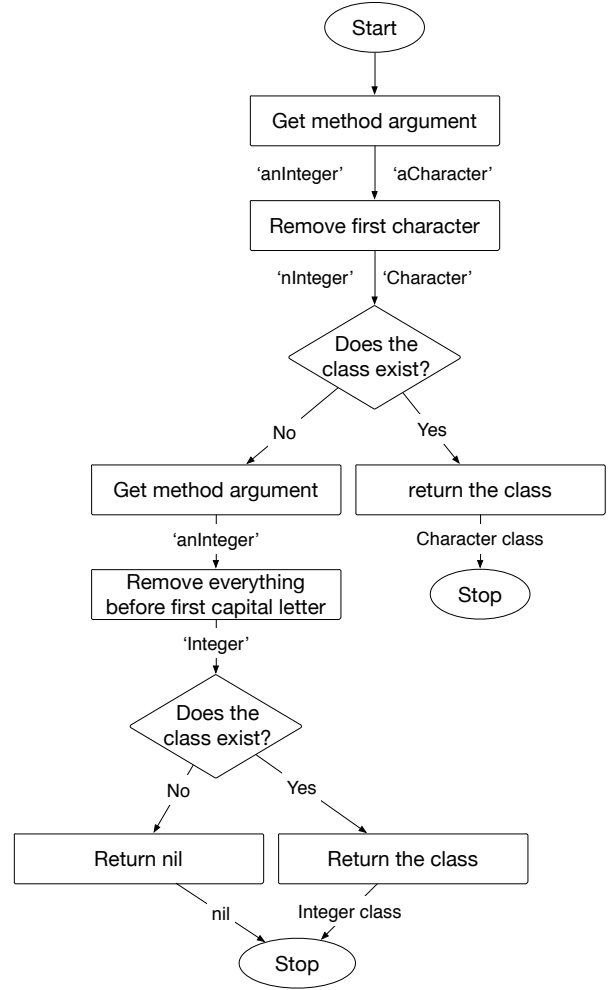 Start
Get method argument
‘anInteger’ ‘aCharacter’
Remove first character
‘nInteger’ ‘Character’
Does the
class exist?
No
Yes
Get method argument
return the class
‘anInteger’
Character class
Remove everything
before first capital letter
Stop
‘Integer’
Does the
class exist?
No
Yes
Return nil
Return the class
nil
Integer class
Stop